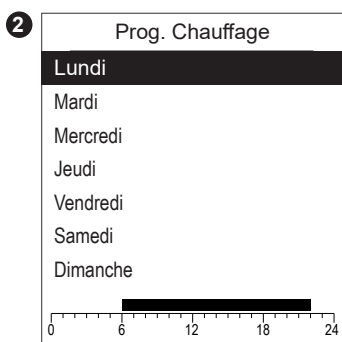 2
Prog. Chauffage
Lundi
Mardi
Mercredi
Jeudi
Vendredi
Samedi
Dimanche
0 6 12 18 24